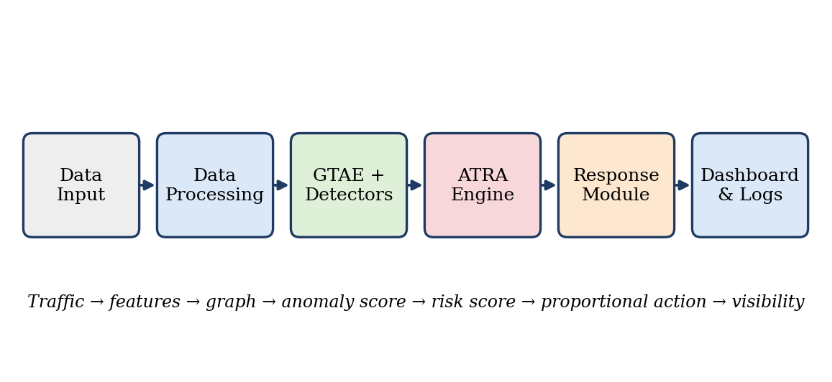 Data
Input
Data
Processing
GTAE +
Detectors
ATRA
Engine
Response
Module
Dashboard
& Logs
Traffic → features → graph → anomaly score → risk score → proportional action → visibility